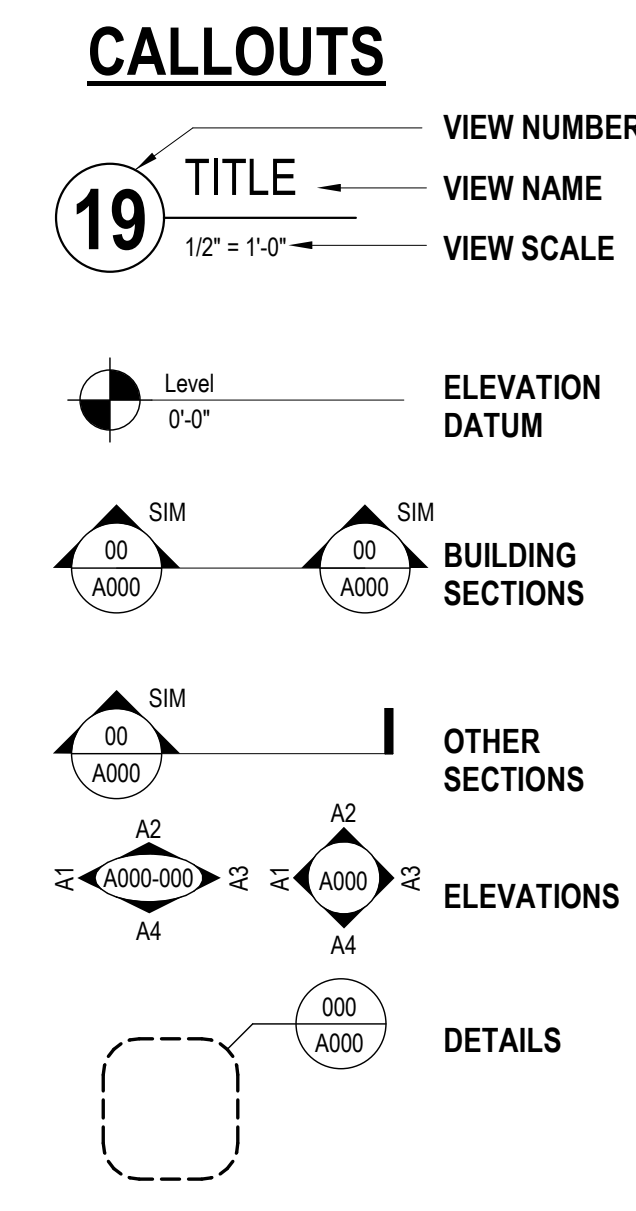 CALLOUTS
VIEW NUMBER
19
TITLE
VIEW NAME
1/2" = 1'-0"
VIEW SCALE
Level
0'-0"
ELEVATION
DATUM
SIM
SIM
00
00
A000
A000
BUILDING
SECTIONS
SIM
00
A000
OTHER
SECTIONS
A2
A1
A000-000
A3
A4
A2
A1
A000
A3
A4
ELEVATIONS
000
A000
DETAILS